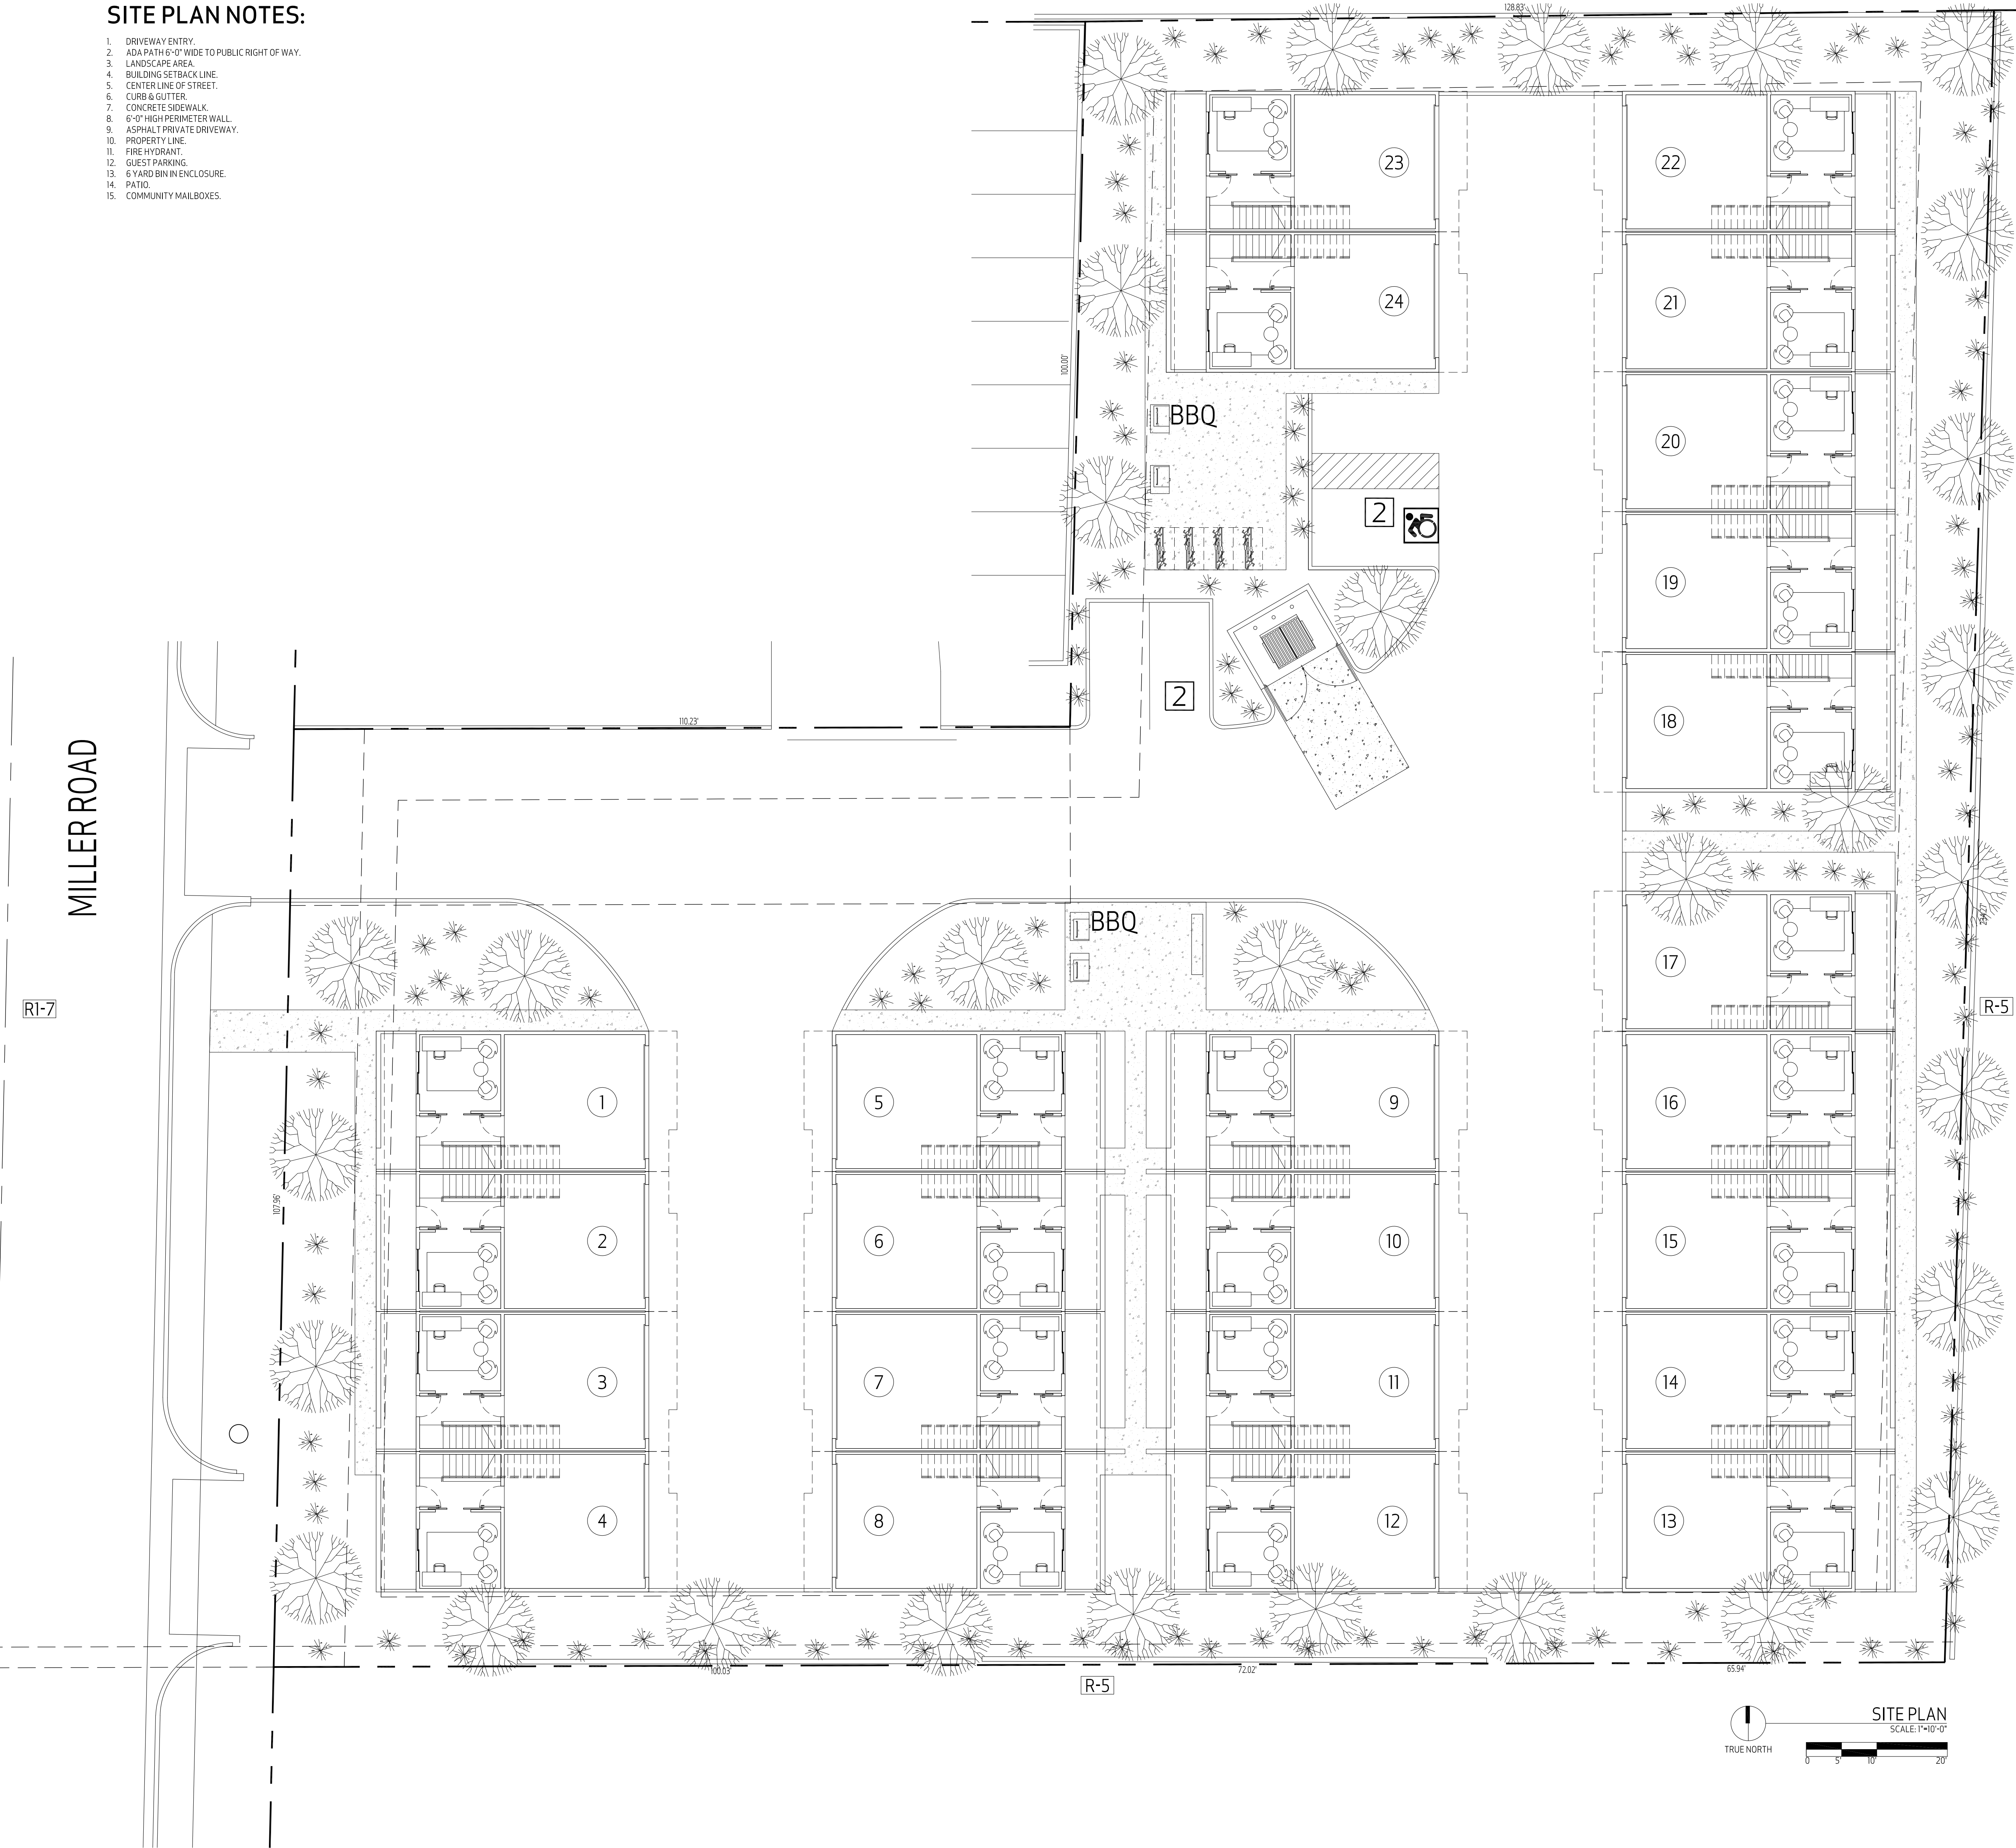 SITE PLAN NOTES:
1. DRIVEWAY ENTRY.
2. ADA PATH 6'-0" WIDE TO PUBLIC RIGHT OF WAY.
3. LANDSCAPE AREA.
4. BUILDING SETBACK LINE.
5. CENTER LINE OF STREET.
6. CURB & GUTTER.
7. CONCRETE SIDEWALK.
8. 6'-0" HIGH PERIMETER WALL.
9. ASPHALT PRIVATE DRIVEWAY.
10. PROPERTY LINE.
11. FIRE HYDRANT.
12. GUEST PARKING.
13. 6 YARD BIN IN ENCLOSURE.
14. PATIO.
15. COMMUNITY MAILBOXES.
128.83'
23
22
24
21
100.00'
BBQ
20
2
19
2
18
110.23'
MILLER ROAD
BBQ
17
R1-7
R-5
1
5
9
16
107.96'
2
6
10
15
3
7
11
14
4
8
12
13
100.03'
72.02'
65.94'
R-5
SITE PLAN
SCALE: 1"=10'-0"
TRUE NORTH
0 5' 10' 20'